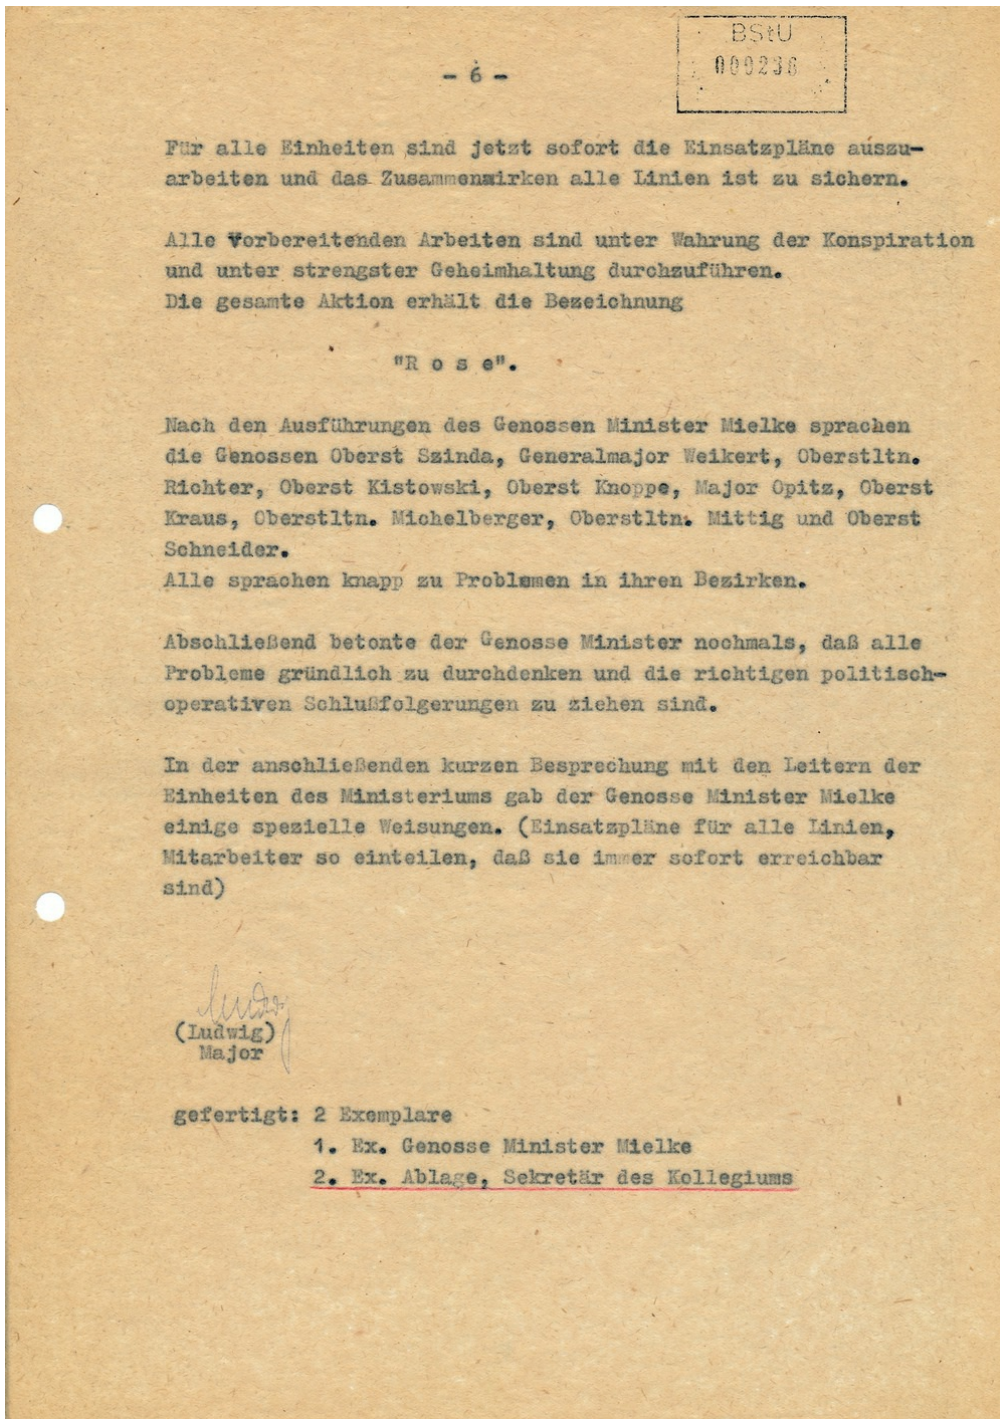 BStU
000236
- 6 -
Für alle Einheiten sind jetzt sofort die Einsatzpläne auszu-
arbeiten und das Zusammenwirken alle Linien ist zu sichern.
Alle vorbereitenden Arbeiten sind unter Wahrung der Konspiration
und unter strengster Geheimhaltung durchzuführen.
Die gesamte Aktion erhält die Bezeichnung
"R o s e".
Nach den Ausführungen des Genossen Minister Mielke sprachen
die Genossen Oberst Szinda, Generalmajor Weikert, Oberstltn.
Richter, Oberst Kistowski, Oberst Knoppe, Major Opitz, Oberst
Kraus, Oberstltn. Michelberger, Oberstltn. Mittig und Oberst
Schneider.
Alle sprachen knapp zu Problemen in ihren Bezirken.
Abschließend betonte der Genosse Minister nochmals, daß alle
Probleme gründlich zu durchdenken und die richtigen politisch-
operativen Schlußfolgerungen zu ziehen sind.
In der anschließenden kurzen Besprechung mit den Leitern der
Einheiten des Ministeriums gab der Genosse Minister Mielke
einige spezielle Weisungen. (Einsatzpläne für alle Linien,
Mitarbeiter so einteilen, daß sie immer sofort erreichbar
sind)
(Ludwig)
Major
gefertigt: 2 Exemplare
1. Ex. Genosse Minister Mielke
2. Ex. Ablage, Sekretär des Kollegiums